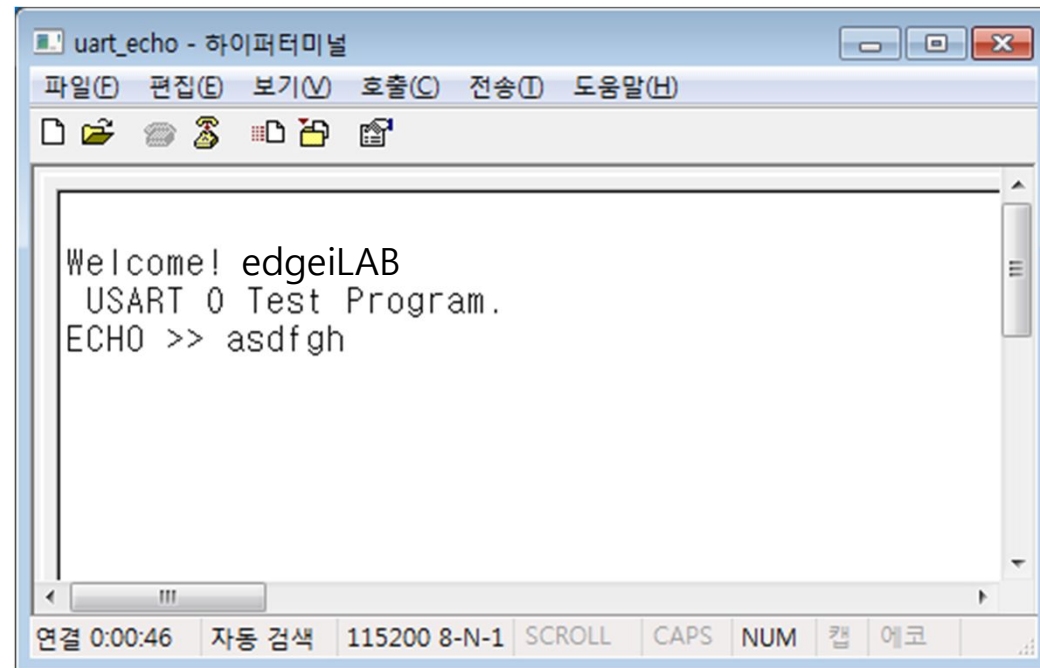 uart_echo - 하이퍼터미널
파일(F) 편집(E) 보기(V) 호출(C) 전송(T) 도움말(H)
Welcome! edgeiLAB
USART 0 Test Program.
ECHO >> asdfgh
연결 0:00:46 자동 검색 115200 8-N-1 SCROLL CAPS NUM 캡 에코